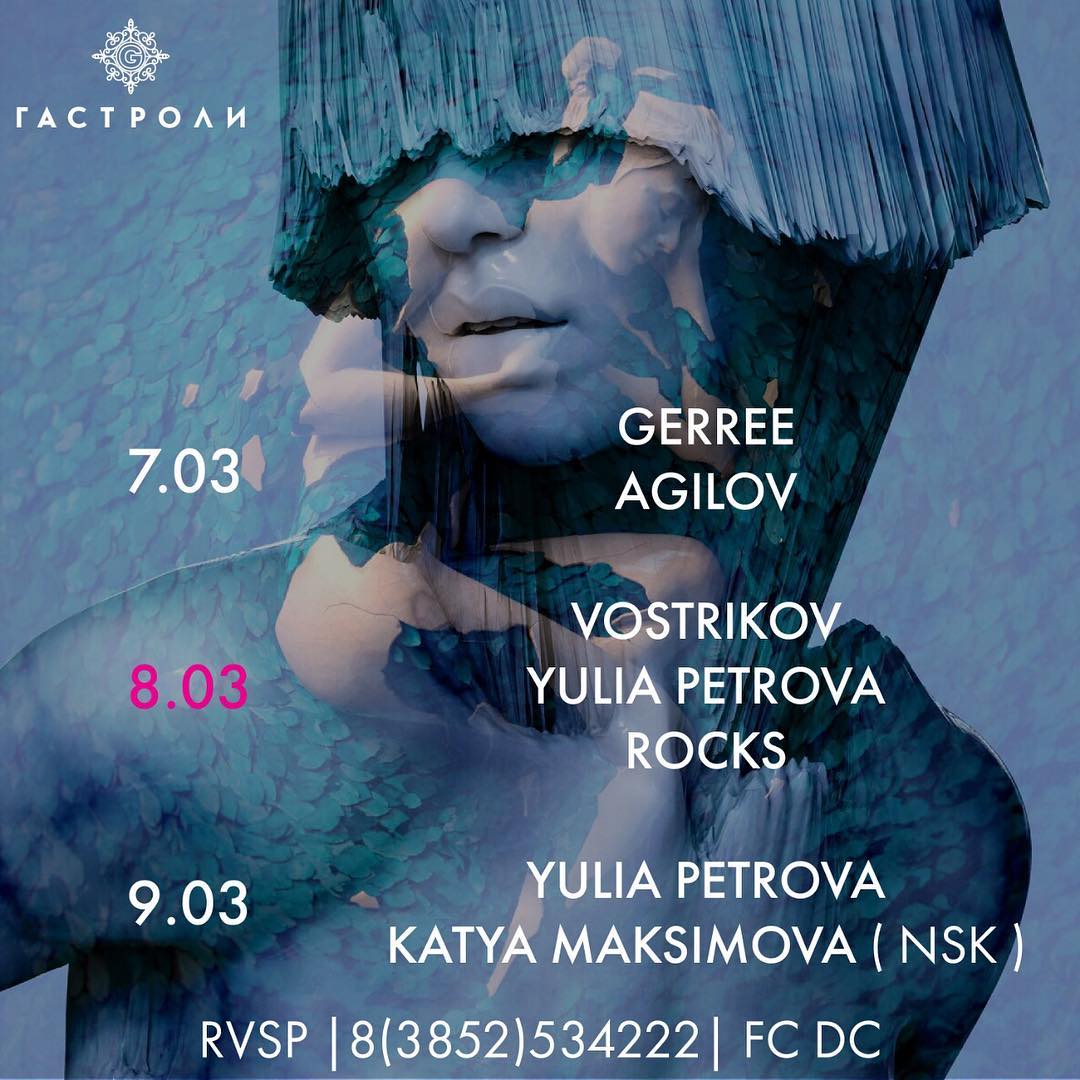 G
ГАСТРОЛИ
7.03
GERREE
AGILOV
8.03
VOSTRIKOV
YULIA PETROVA
ROCKS
9.03
YULIA PETROVA
KATYA MAKSIMOVA ( NSK )
RVSP |8(3852)534222| FC DC